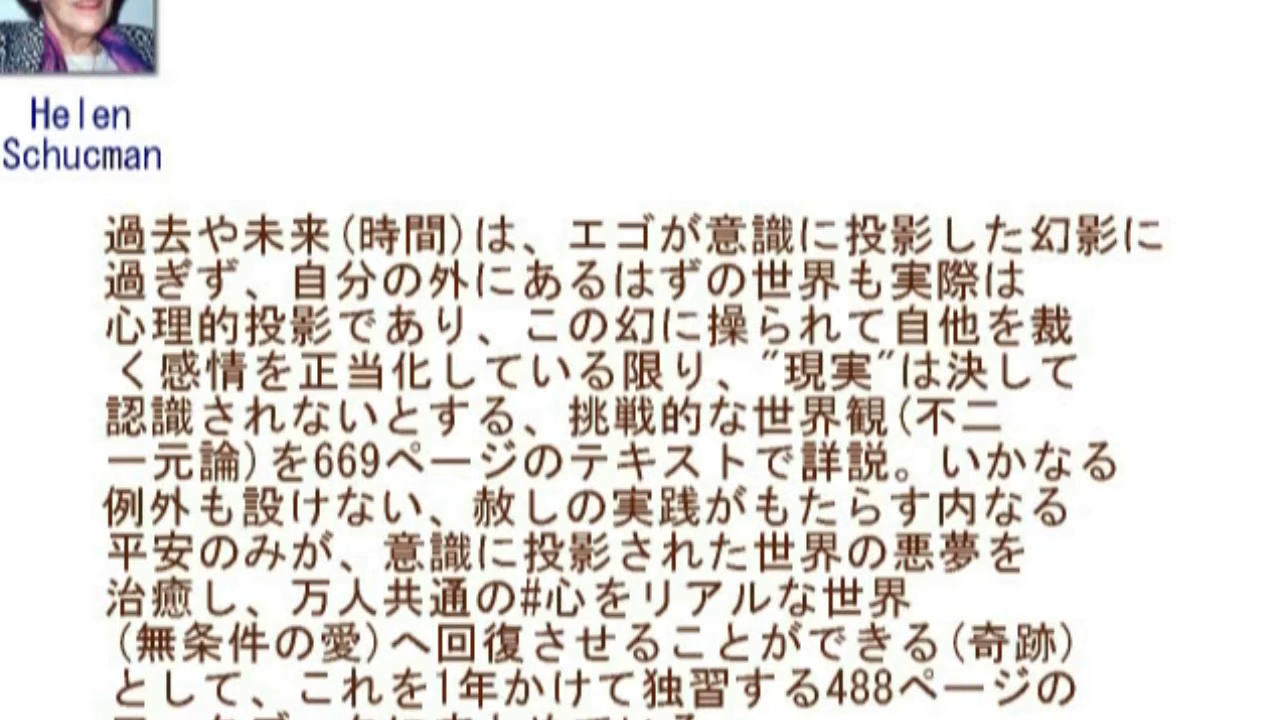 Helen
Schucman
過去や未来(時間)は、エゴが意識に投影した幻影に
過ぎず、自分の外にあるはずの世界も実際は
心理的投影であり、この幻に操られて自他を裁
く感情を正当化している限り、"現実"は決して
認識されないとする、挑戦的な世界観(不二
一元論)を669ページのテキストで詳説。いかなる
例外も設けない、赦しの実践がもたらす内なる
平安のみが、意識に投影された世界の悪夢を
治癒し、万人共通の#心をリアルな世界
(無条件の愛)へ回復させることができる(奇跡)
として、これを1年かけて独習する488ページの